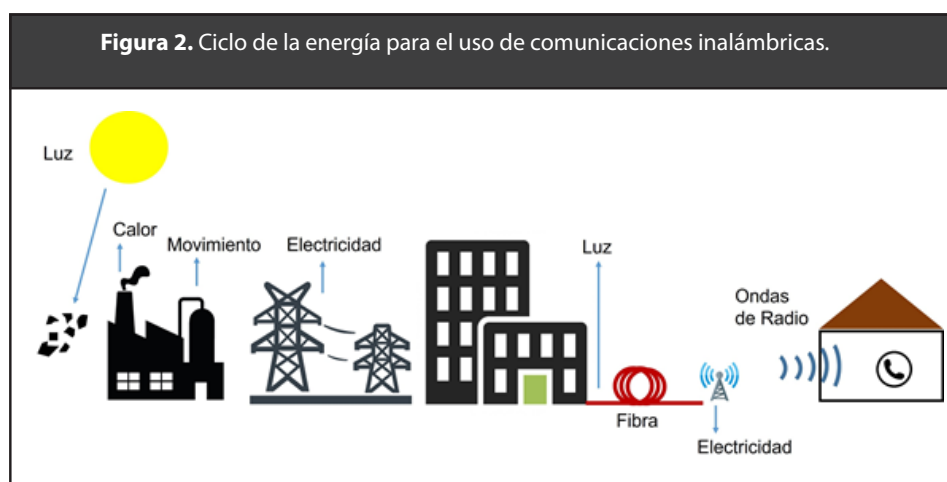 Figura 2. Ciclo de la energía para el uso de comunicaciones inalámbricas.
Luz
Calor
Movimiento
Electricidad
Luz
Ondas
de Radio
Fibra
Electricidad